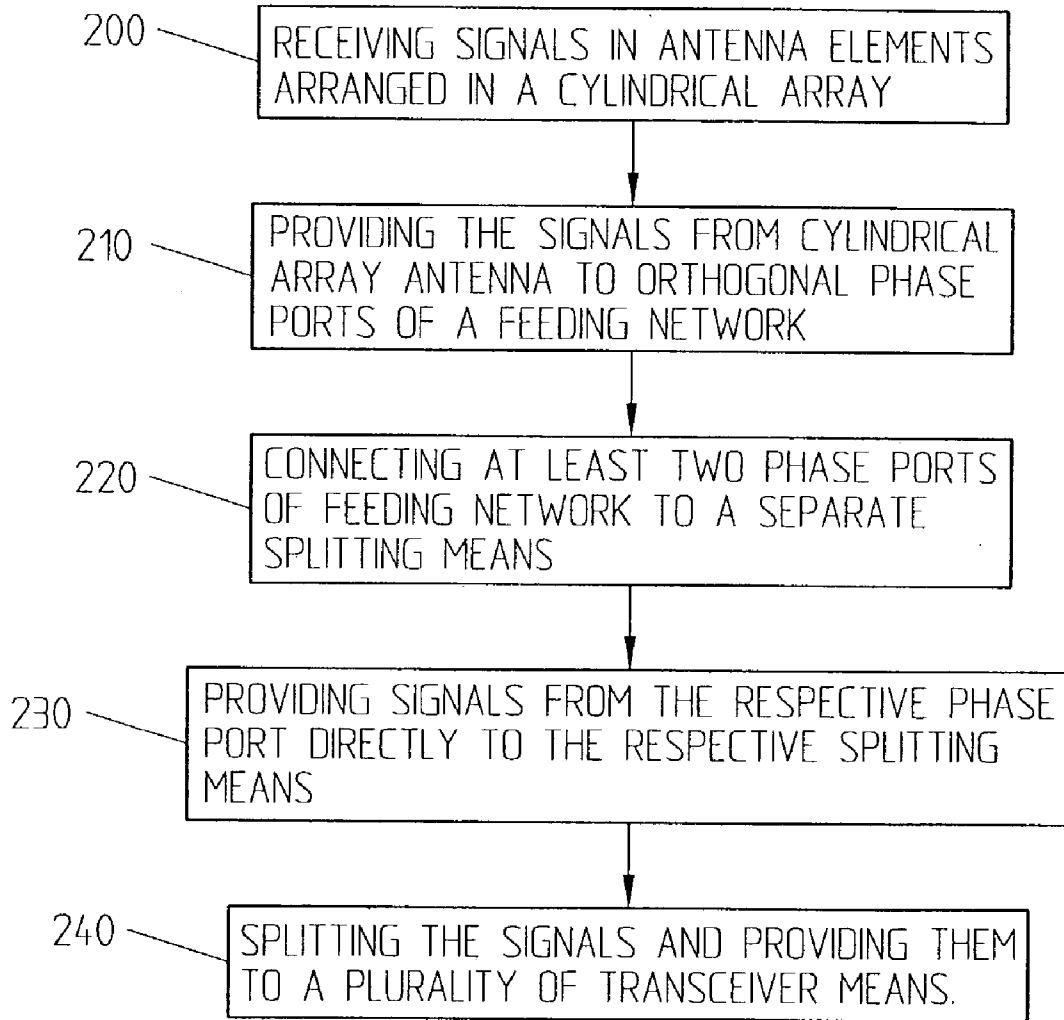 200
RECEIVING SIGNALS IN ANTENNA ELEMENTS
ARRANGED IN A CYLINDRICAL ARRAY
210
PROVIDING THE SIGNALS FROM CYLINDRICAL
ARRAY ANTENNA TO ORTHOGONAL PHASE
PORTS OF A FEEDING NETWORK
220
CONNECTING AT LEAST TWO PHASE PORTS
OF FEEDING NETWORK TO A SEPARATE
SPLITTING MEANS
230
PROVIDING SIGNALS FROM THE RESPECTIVE PHASE
PORT DIRECTLY TO THE RESPECTIVE SPLITTING
MEANS
240
SPLITTING THE SIGNALS AND PROVIDING THEM
TO A PLURALITY OF TRANSCEIVER MEANS.